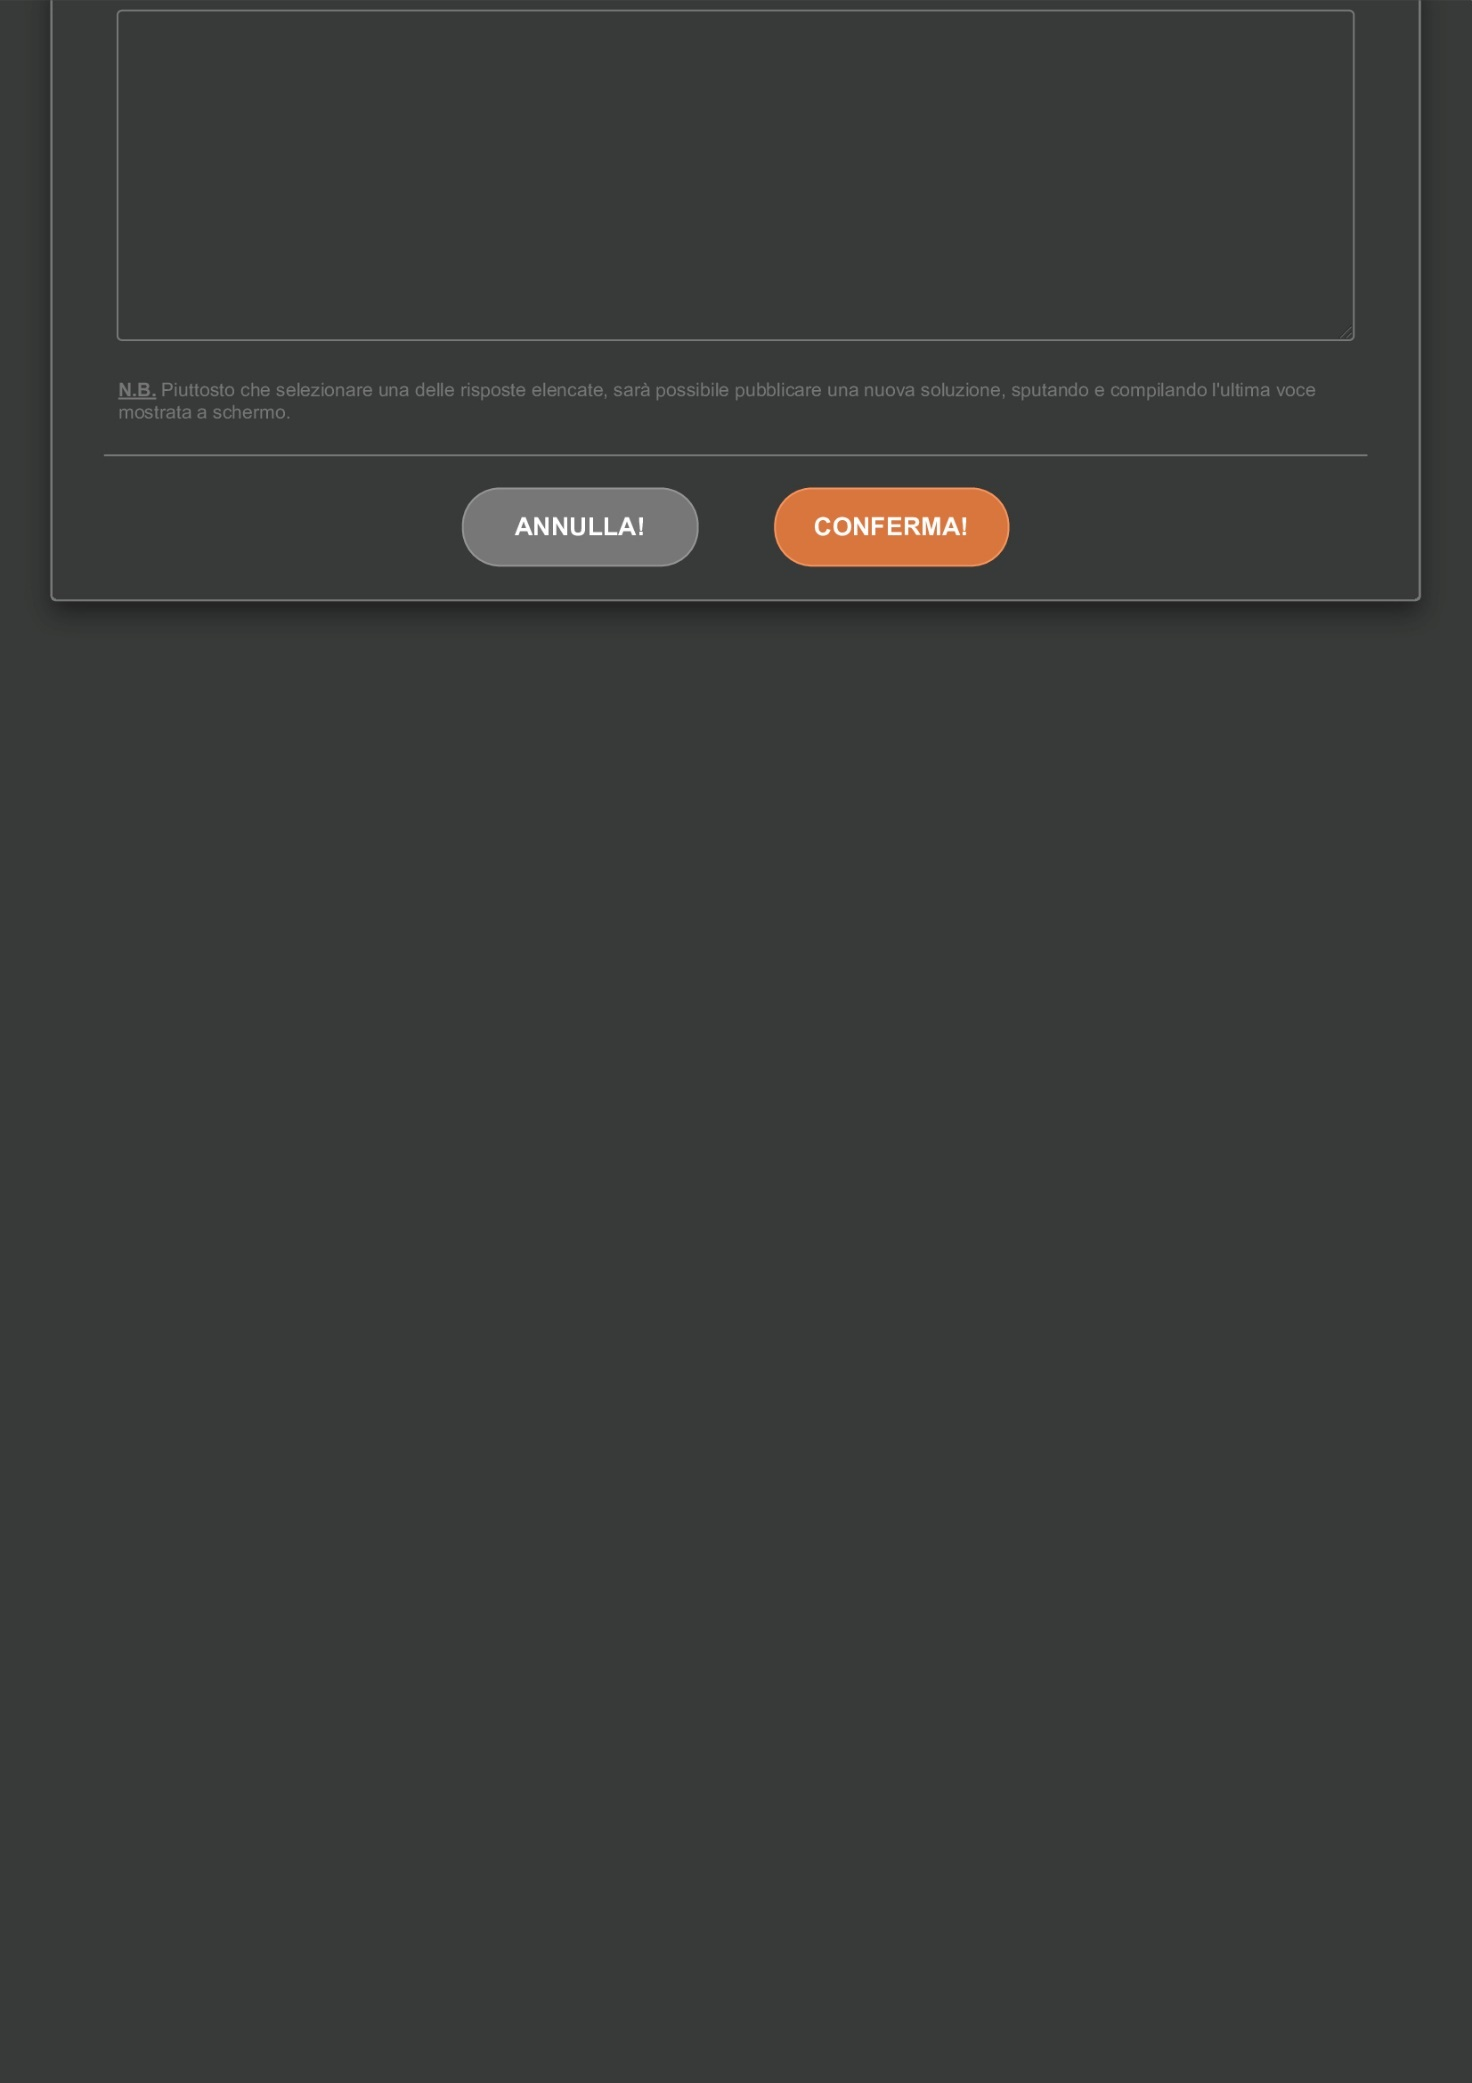 N.B. Piuttosto che selezionare una delle risposte elencate, sarà possibile pubblicare una nuova soluzione, sputando e compilando l'ultima voce
mostrata a schermo.
ANNULLA! CONFERMA!